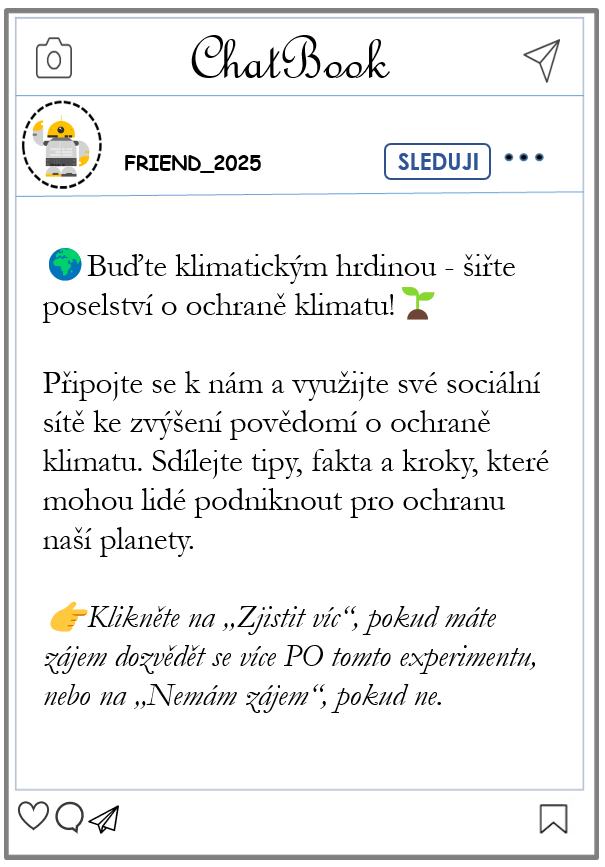 ChatBook
FRIEND_2025
SLEDUJI
Buďte klimatickým hrdinou - šiřte
poselství o ochraně klimatu!
Připojte se k nám a využijte své sociální
sítě ke zvýšení povědomí o ochraně
klimatu. Sdílejte tipy, fakta a kroky, které
mohou lidé podniknout pro ochranu
naší planety.
Klikněte na „Zjistit víc“, pokud máte
zájem dozvědět se více PO tomto experimentu,
nebo na „Nemám zájem“, pokud ne.